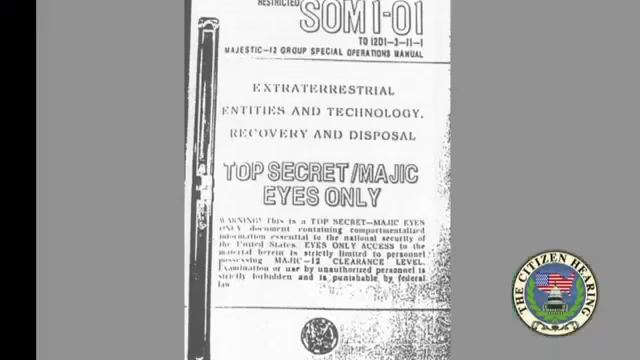 RESTRICTED
SOM 1-01
TO 12D1-3-11-1
MAJESTIC-12 GROUP SPECIAL OPERATIONS MANUAL
EXTRATERRESTRIAL
ENTITIES AND TECHNOLOGY,
RECOVERY AND DISPOSAL
TOP SECRET/MAJIC
EYES ONLY
WARNING! This is a TOP SECRET-MAJIC EYES
ONLY document containing compartmentalized
information essential to the national security of
the United States. EYES ONLY ACCESS to the
material herein is strictly limited to personnel
possessing MAJIC-12 CLEARANCE LEVEL.
Examination or use by unauthorized personnel is
strictly forbidden and is punishable by federal
law
THE CITIZEN HEARING